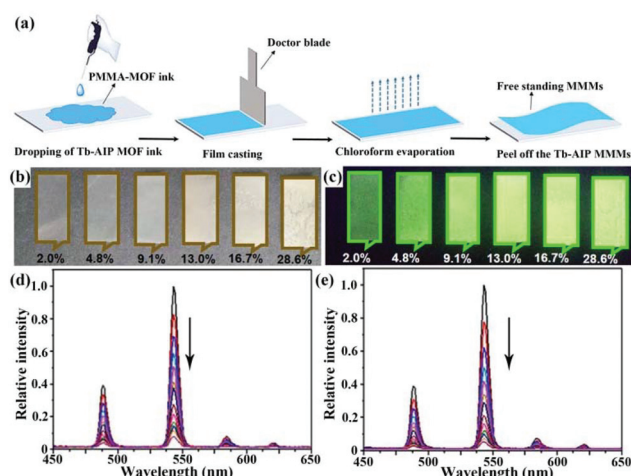 (a)
Doctor blade
PMMA-MOF ink
Free standing MMMs
Dropping of Tb-AIP MOF ink
Film casting
Chloroform evaporation
Peel off the Tb-AIP MMMs
(b)
2.0% 4.8% 9.1% 13.0% 16.7% 28.6%
(c)
2.0% 4.8% 9.1% 13.0% 16.7% 28.6%
(d)
Relative intensity
1.0
0.8
0.6
0.4
0.2
0
450 500 550 600 650
Wavelength (nm)
(e)
Relative intensity
1.0
0.8
0.6
0.4
0.2
0
450 500 550 600 650
Wavelength (nm)